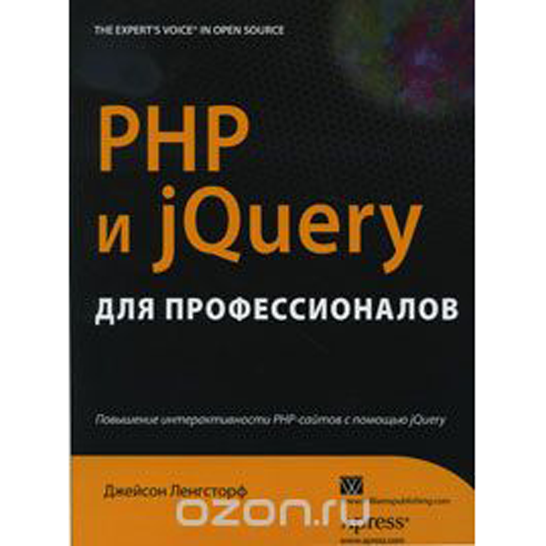 THE EXPERT'S VOICE® IN OPEN SOURCE
PHP
и jQuery
ДЛЯ ПРОФЕССИОНАЛОВ
Повышение интерактивности PHP-сайтов с помощью jQuery
Джейсон Ленгсторф
ozon.ru
Apress®
www.apress.com